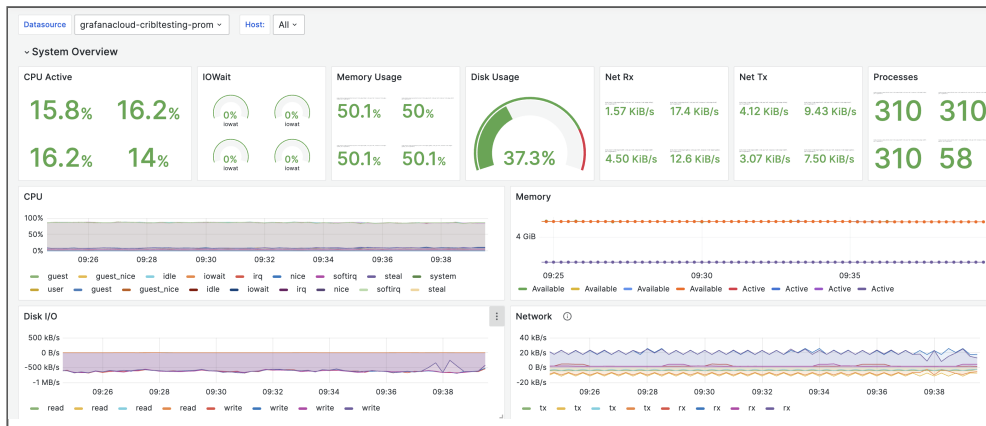 Datasource grafanacloud-cribltesting-prom Host: All
System Overview
CPU Active
15.8% 16.2%
16.2% 14%
IOWait
0% 0%
iowait iowait
0% 0%
iowait iowait
Memory Usage
50.1% 50%
50.1% 50.1%
Disk Usage
37.3%
Net Rx
1.57 KiB/s 17.4 KiB/s
4.50 KiB/s 12.6 KiB/s
Net Tx
4.12 KiB/s 9.43 KiB/s
3.07 KiB/s 7.50 KiB/s
Processes
310 310
310 58
CPU
100%
50%
0%
09:26 09:28 09:30 09:32 09:34 09:36 09:38
guest guest_nice idle iowait irq nice softirq steal system
user guest guest_nice idle iowait irq nice softirq steal
Memory
4 GiB
09:25 09:30 09:35
Available Available Available Available Active Active Active Active
Disk I/O
500 kB/s
0 B/s
-500 kB/s
-1 MB/s
09:26 09:28 09:30 09:32 09:34 09:36 09:38
read read read read write write write write
Network
40 kB/s
20 kB/s
0 B/s
-20 kB/s
09:26 09:28 09:30 09:32 09:34 09:36 09:38
tx tx tx tx rx rx rx rx